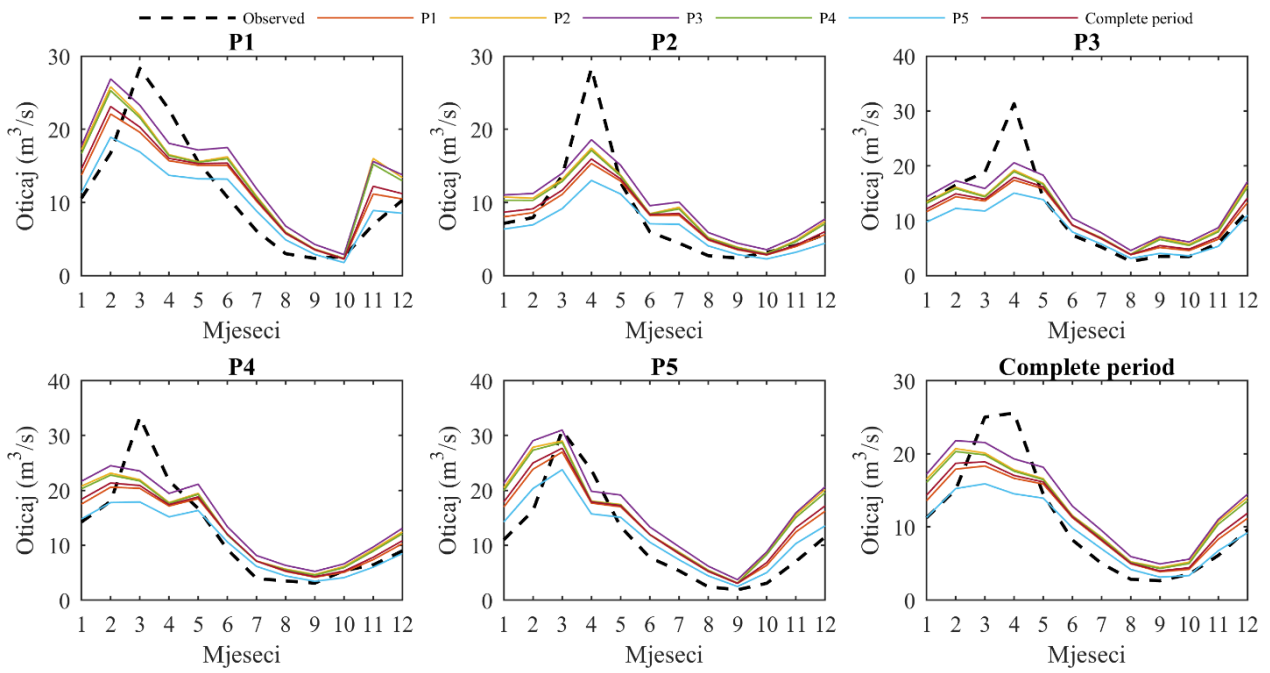 Observed P1 P2 P3 P4 P5 Complete period
P1 P2 P3
30 30 40
20 20 30
10 10 20
0 0 10
0
Oticaj (m³/s) Oticaj (m³/s) Oticaj (m³/s)
1 2 3 4 5 6 7 8 9 10 11 12 1 2 3 4 5 6 7 8 9 10 11 12 1 2 3 4 5 6 7 8 9 10 11 12
Mjeseci Mjeseci Mjeseci
P4 P5 Complete period
40 40 30
30 30 20
20 20 10
10 10 0
0 0
Oticaj (m³/s) Oticaj (m³/s) Oticaj (m³/s)
1 2 3 4 5 6 7 8 9 10 11 12 1 2 3 4 5 6 7 8 9 10 11 12 1 2 3 4 5 6 7 8 9 10 11 12
Mjeseci Mjeseci Mjeseci